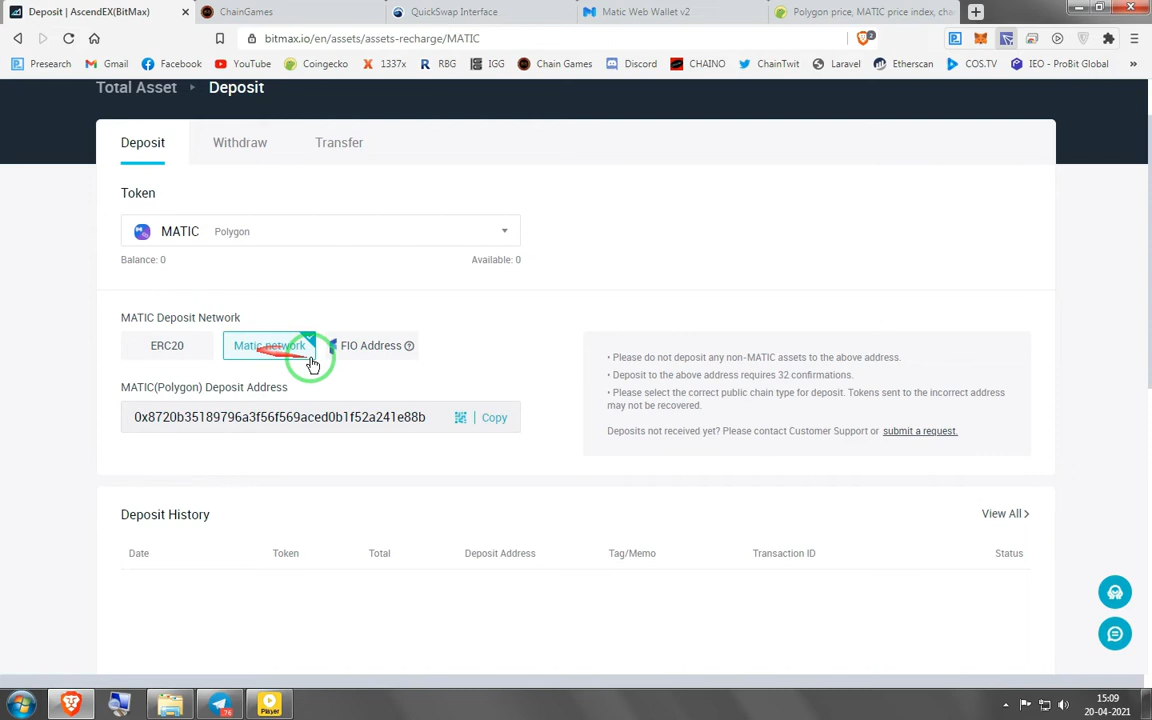 Deposit | AscendEX(BitMax)
ChainGames
QuickSwap Interface
Matic Web Wallet v2
Polygon price, MATIC price index, cha
bitmax.io/en/assets/assets-recharge/MATIC
2
Presearch
Gmail
Facebook
YouTube
Coingecko
1337x
RBG
IGG
Chain Games
Discord
CHAINO
ChainTwit
Laravel
Etherscan
COS.TV
IEO - ProBit Global
Total Asset
Deposit
Deposit
Withdraw
Transfer
Token
MATIC Polygon
Balance: 0
Available: 0
MATIC Deposit Network
ERC20
Matic network
FIO Address
MATIC(Polygon) Deposit Address
0x8720b35189796a3f56f569aced0b1f52a241e88b
Copy
• Please do not deposit any non-MATIC assets to the above address.
• Deposit to the above address requires 32 confirmations.
• Please select the correct public chain type for deposit. Tokens sent to the incorrect address
may not be recovered.
Deposits not received yet? Please contact Customer Support or submit a request.
Deposit History
View All
Date
Token
Total
Deposit Address
Tag/Memo
Transaction ID
Status
76
Player
15:09
20-04-2021